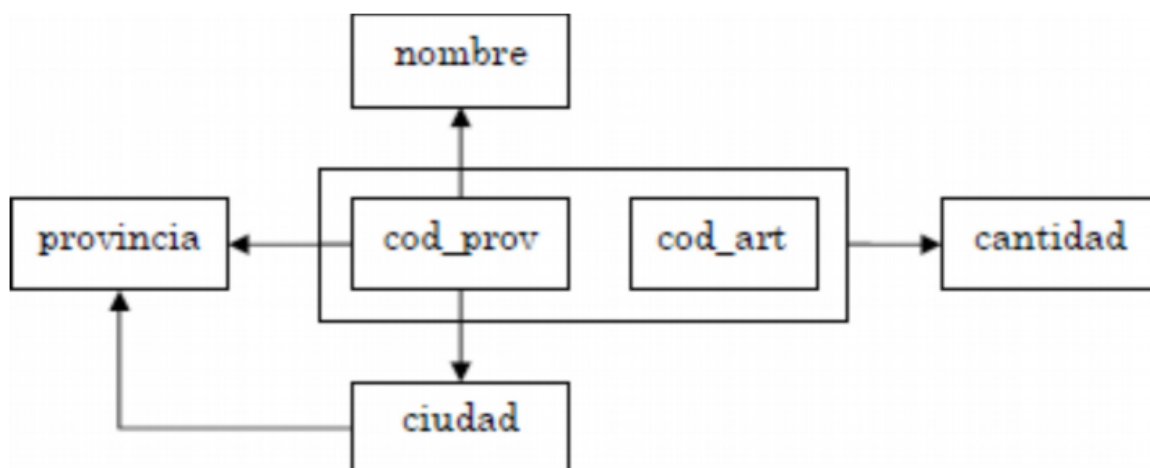 nombre
provincia
cod_prov
cod_art
cantidad
ciudad